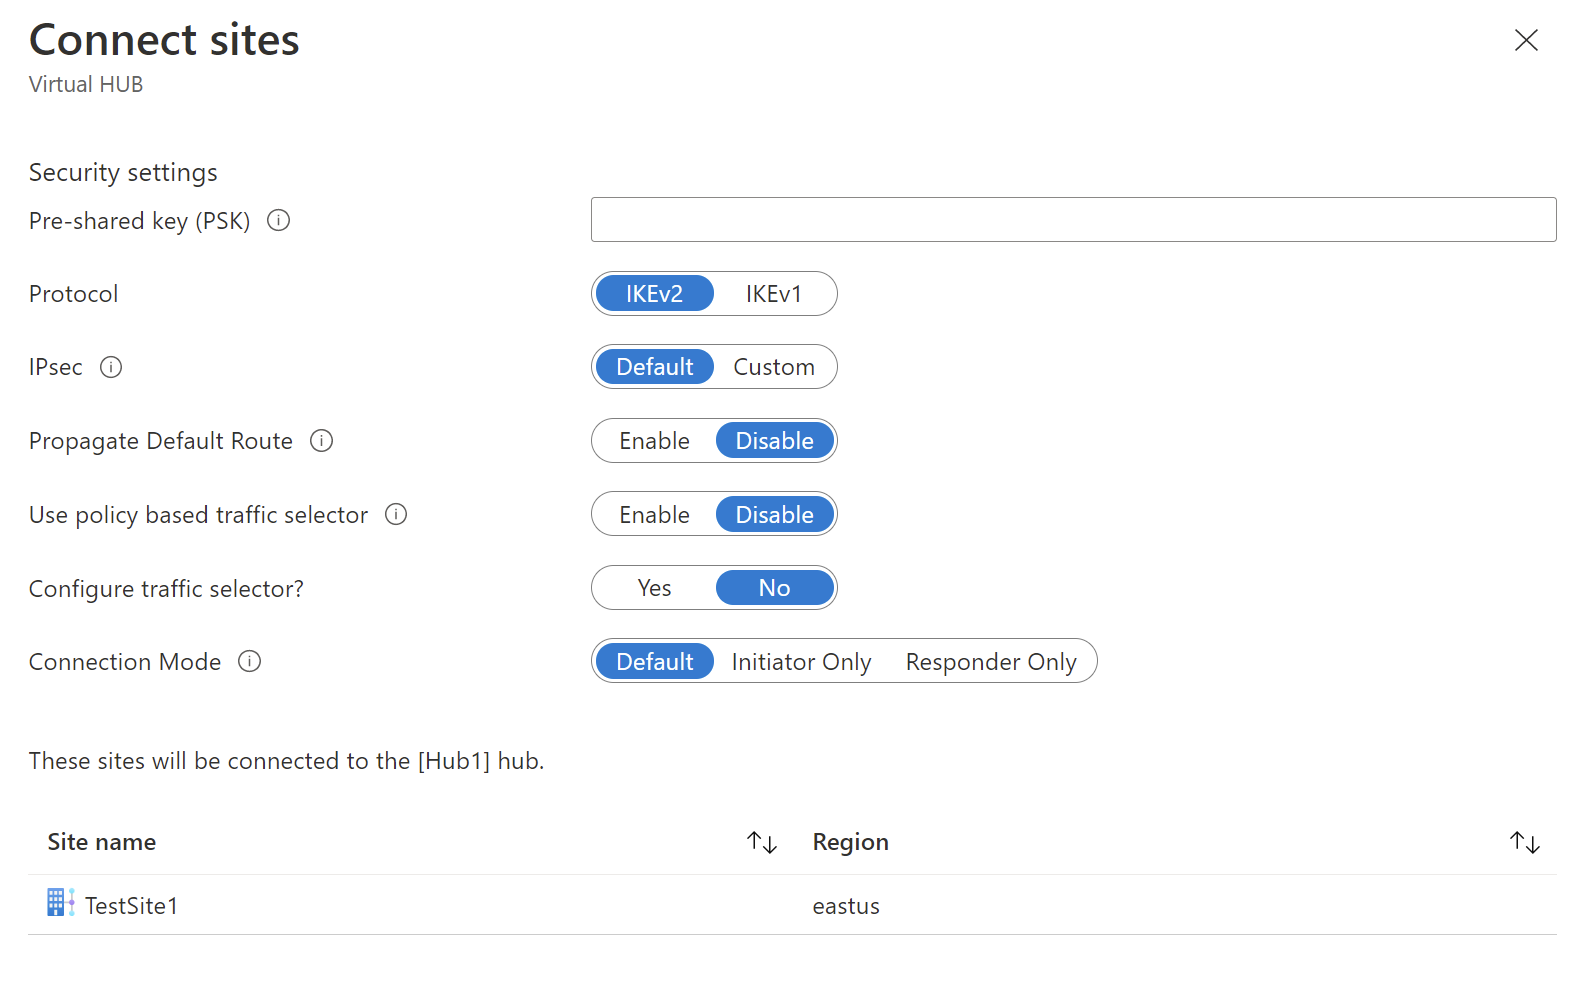 Connect sites
Virtual HUB
Security settings
Pre-shared key (PSK)
Protocol IKEv2 IKEv1
IPsec Default Custom
Propagate Default Route Enable Disable
Use policy based traffic selector Enable Disable
Configure traffic selector? Yes No
Connection Mode Default Initiator Only Responder Only
These sites will be connected to the [Hub1] hub.
Site name Region
TestSite1 eastus